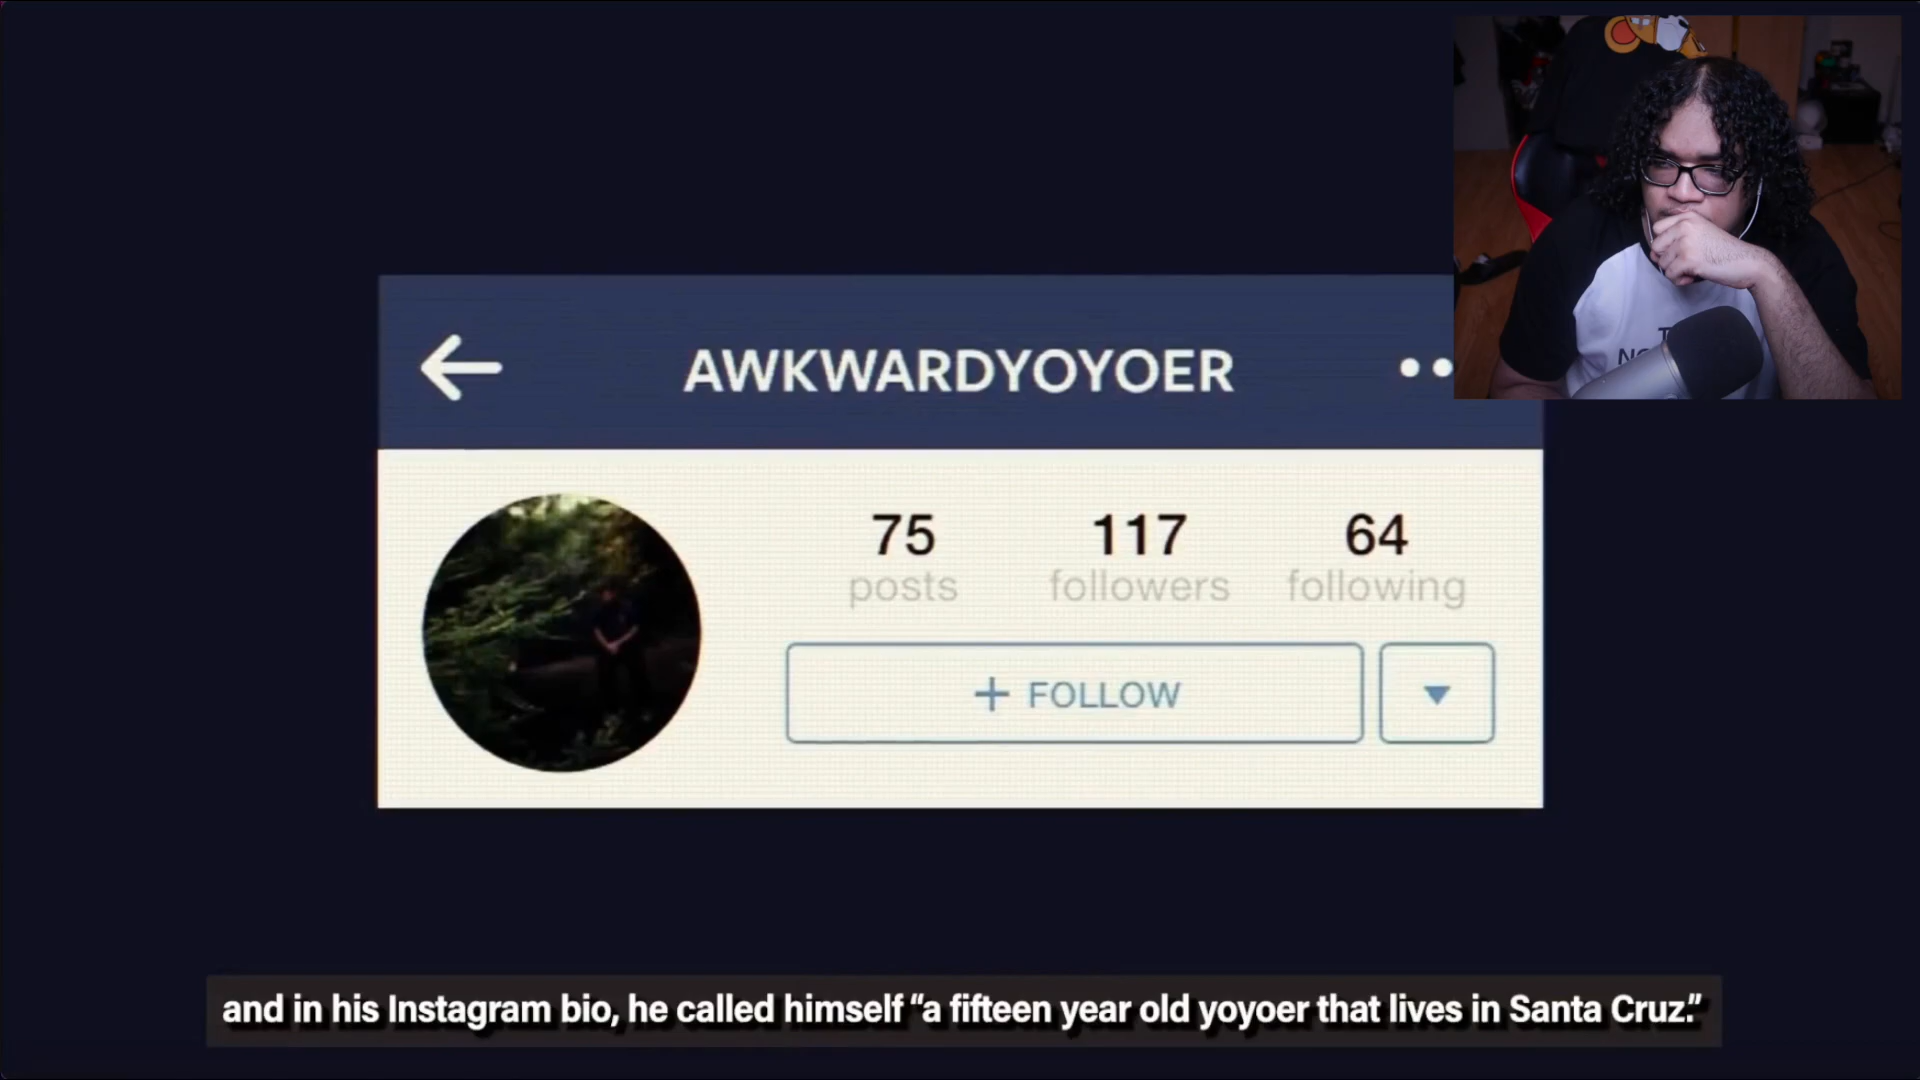 AWKWARDYOYOER
75 117 64
posts followers following
+ FOLLOW
and in his Instagram bio, he called himself “a fifteen year old yoyoer that lives in Santa Cruz.”